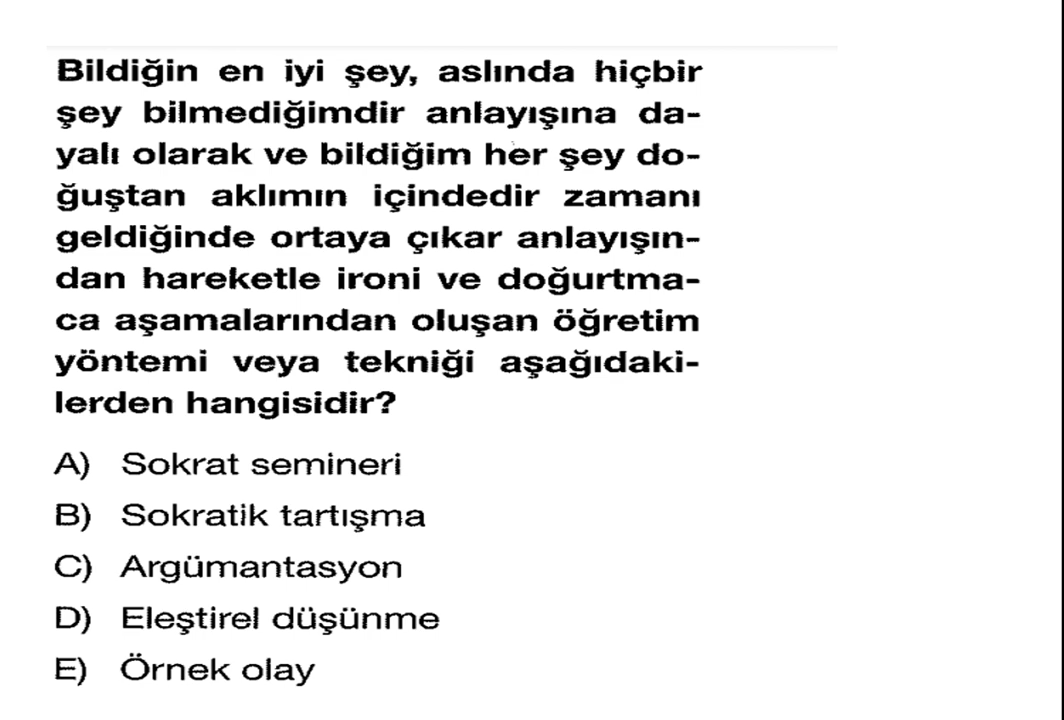 Bildiğin en iyi şey, aslında hiçbir
şey bilmediğimdir anlayışına da-
yalı olarak ve bildiğim her şey do-
ğuştan aklımın içindedir zamanı
geldiğinde ortaya çıkar anlayışın-
dan hareketle ironi ve doğurtma-
ca aşamalarından oluşan öğretim
yöntemi veya tekniği aşağıdaki-
lerden hangisidir?
A) Sokrat semineri
B) Sokratik tartışma
C) Argümantasyon
D) Eleştirel düşünme
E) Örnek olay